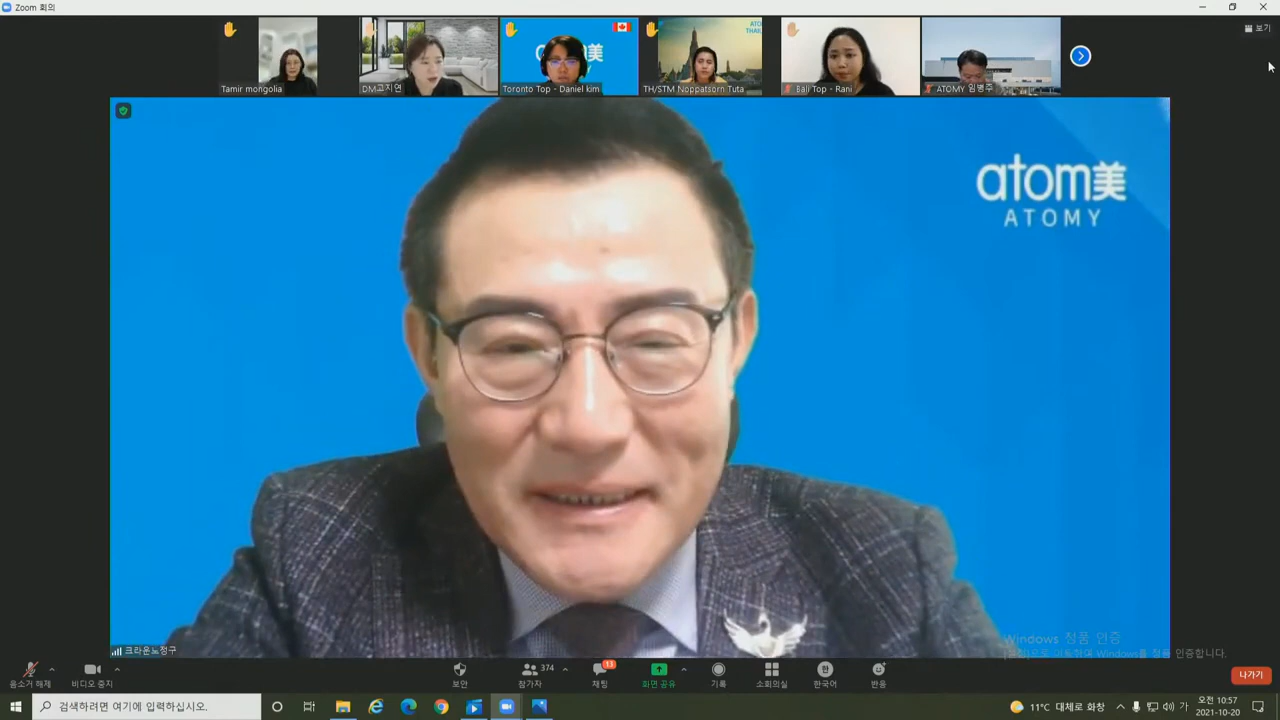 Zoom 회의
보기
Tamir mongolia
DM고지연
Toronto Top - Daniel kim
TH/STM Noppatsorn Tuta
Bali Top - Rani
ATOMY 임병주
ATO
THAIL
atom美
ATOMY
크라운노정구
Windows 정품 인증
[설정]으로 이동하여 Windows를 정품 인증합니다.
음소거 해제
비디오 중지
보안
374
참가자
13
채팅
화면 공유
기록
소회의실
한
한국어
반응
나가기
검색하려면 여기에 입력하십시오.
11°C 대체로 화창
가
오전 10:57
2021-10-20